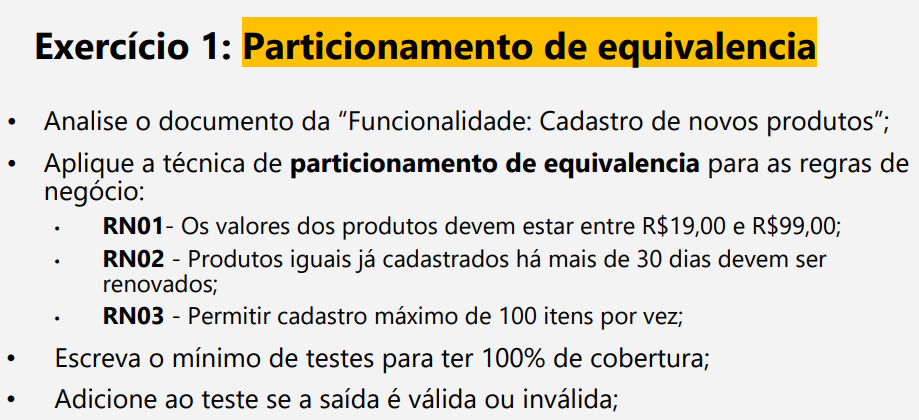 Exercício 1: Particionamento de equivalencia
• Analise o documento da “Funcionalidade: Cadastro de novos produtos”;
• Aplique a técnica de particionamento de equivalencia para as regras de
negócio:
• RN01- Os valores dos produtos devem estar entre R$19,00 e R$99,00;
• RN02 - Produtos iguais já cadastrados há mais de 30 dias devem ser
renovados;
• RN03 - Permitir cadastro máximo de 100 itens por vez;
• Escreva o mínimo de testes para ter 100% de cobertura;
• Adicione ao teste se a saída é válida ou inválida;